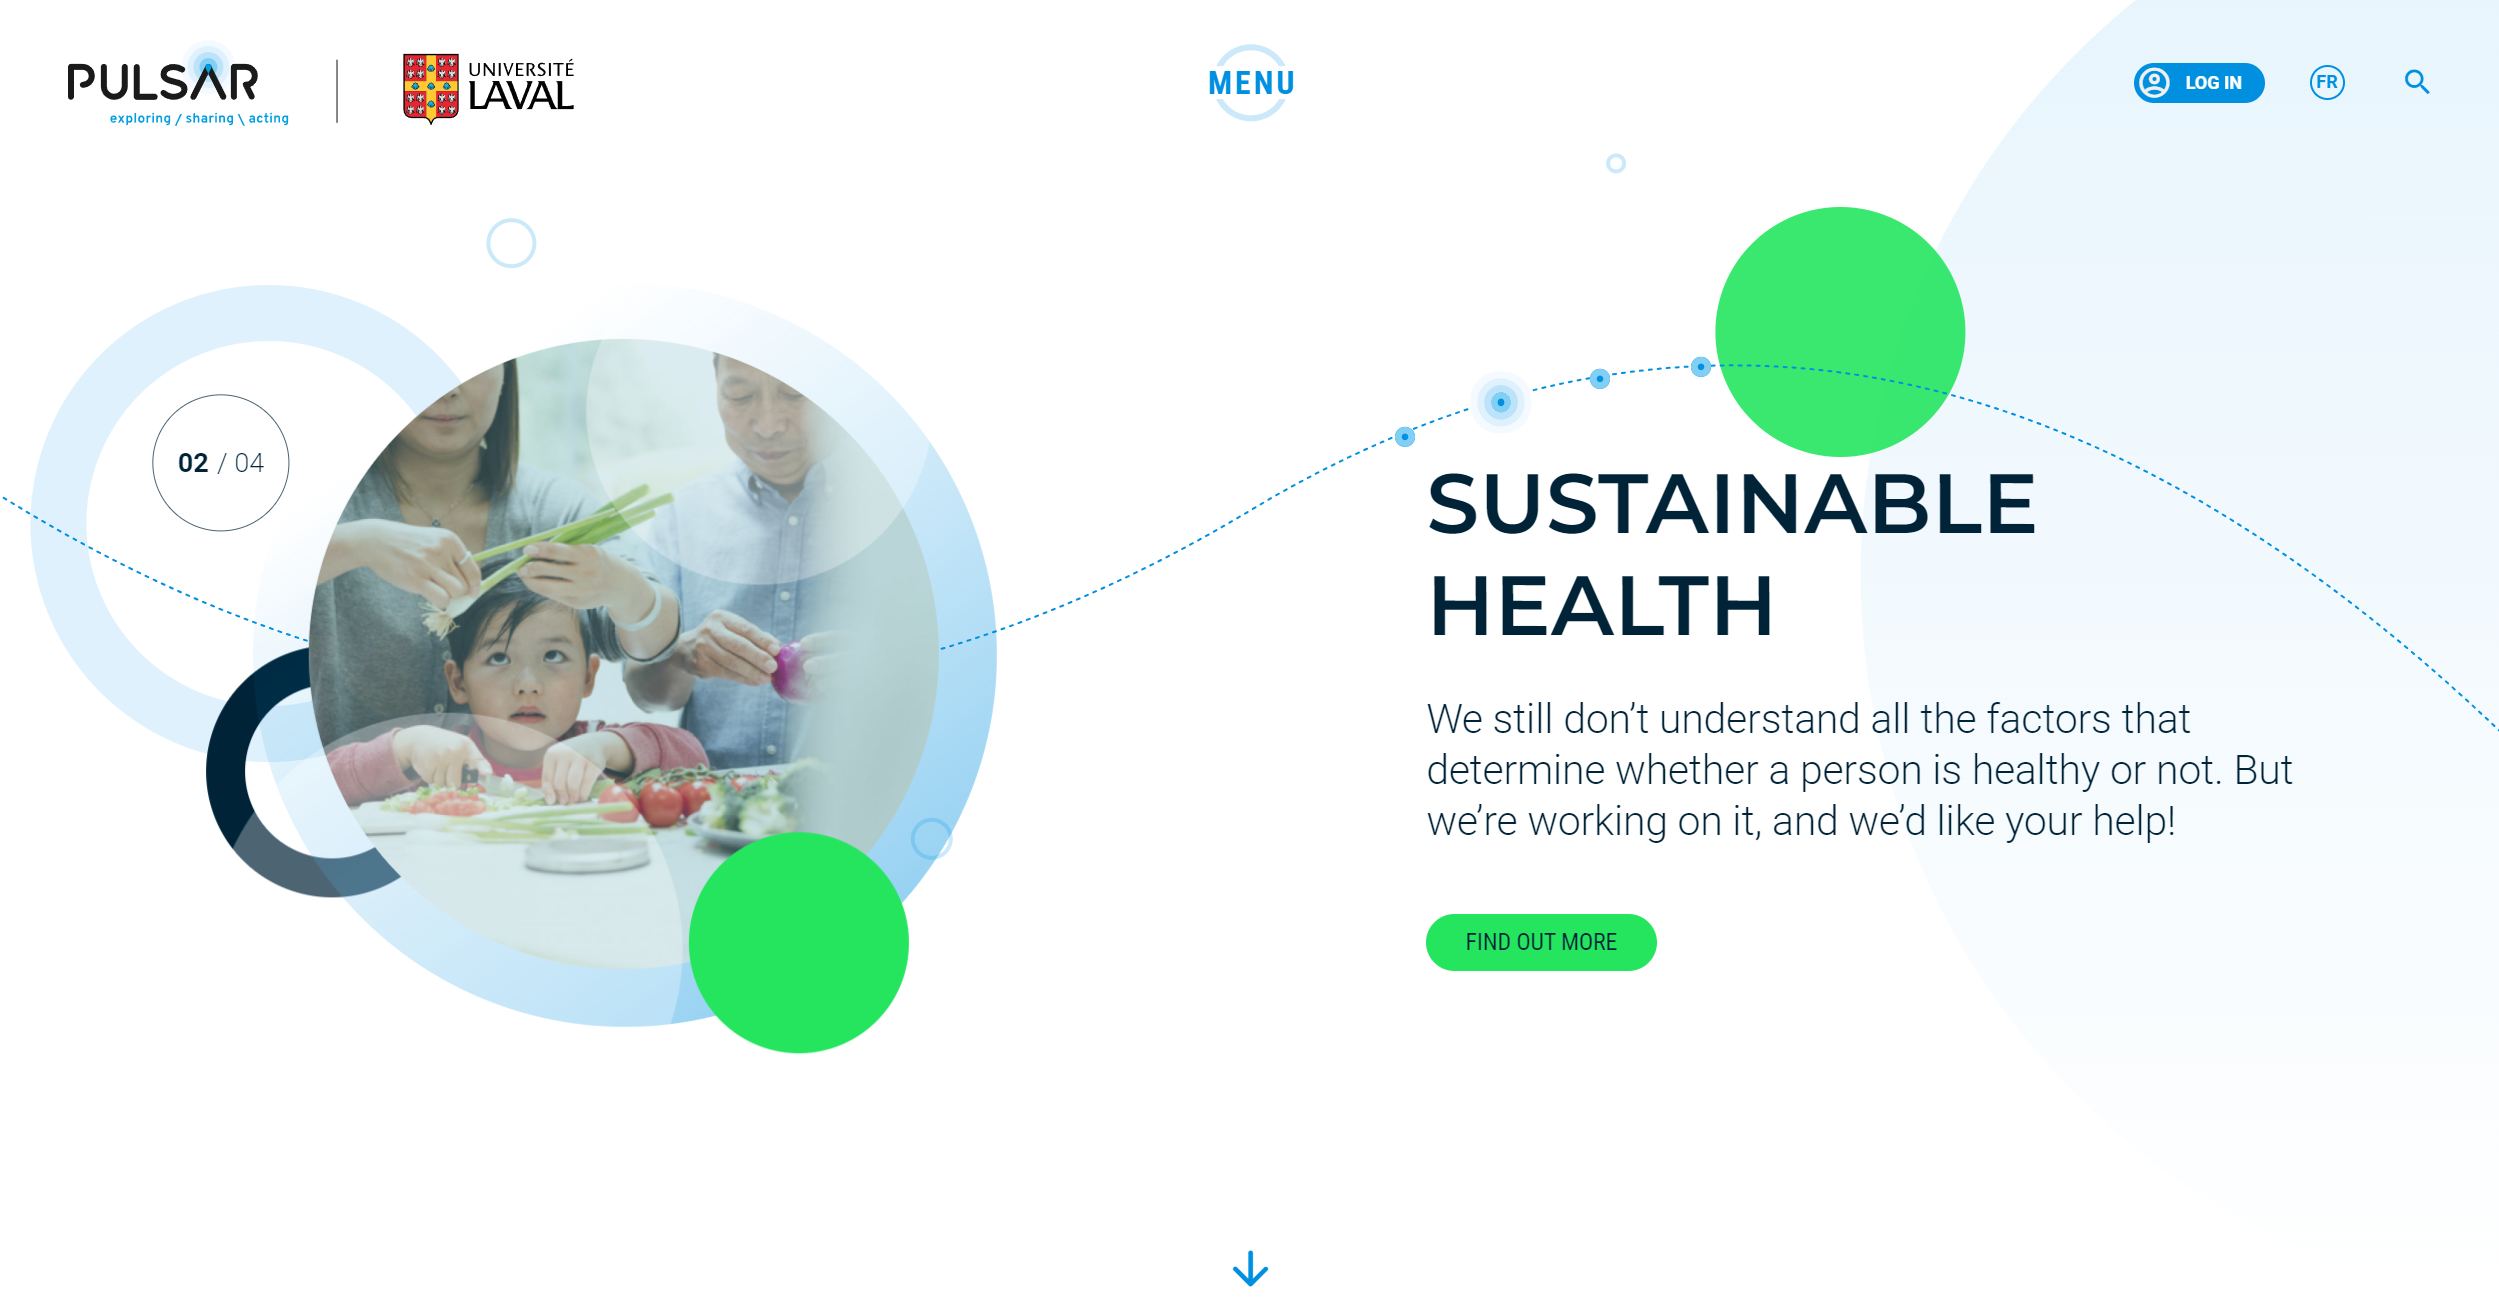 PULSAR
exploring / sharing \ acting
UNIVERSITÉ
LAVAL
MENU
LOG IN
FR
02 / 04
SUSTAINABLE
HEALTH
We still don’t understand all the factors that
determine whether a person is healthy or not. But
we’re working on it, and we’d like your help!
FIND OUT MORE